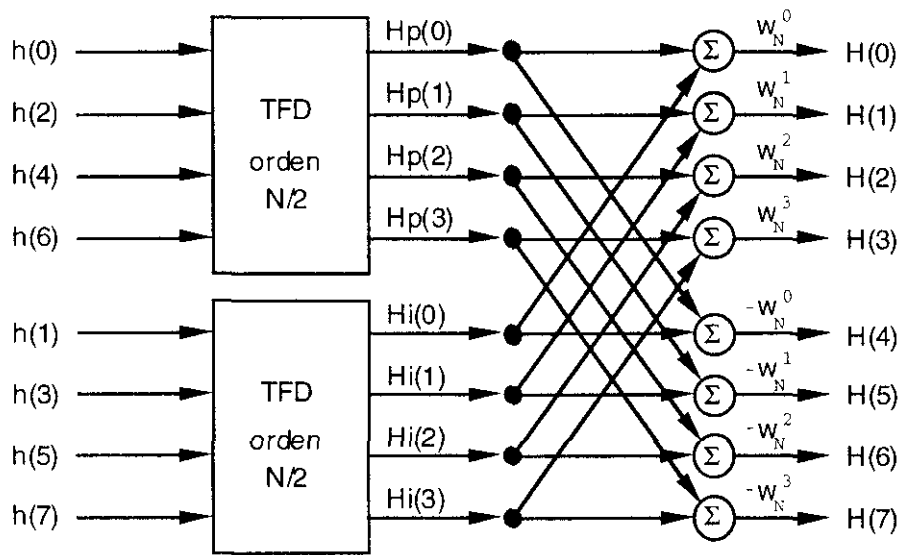 h(0) Hp(0) Σ W_N^0 H(0)
h(2) TFD Hp(1) Σ W_N^1 H(1)
h(4) orden Hp(2) Σ W_N^2 H(2)
h(6) N/2 Hp(3) Σ W_N^3 H(3)
h(1) Hi(0) Σ -W_N^0 H(4)
h(3) TFD Hi(1) Σ -W_N^1 H(5)
h(5) orden Hi(2) Σ -W_N^2 H(6)
h(7) N/2 Hi(3) Σ -W_N^3 H(7)